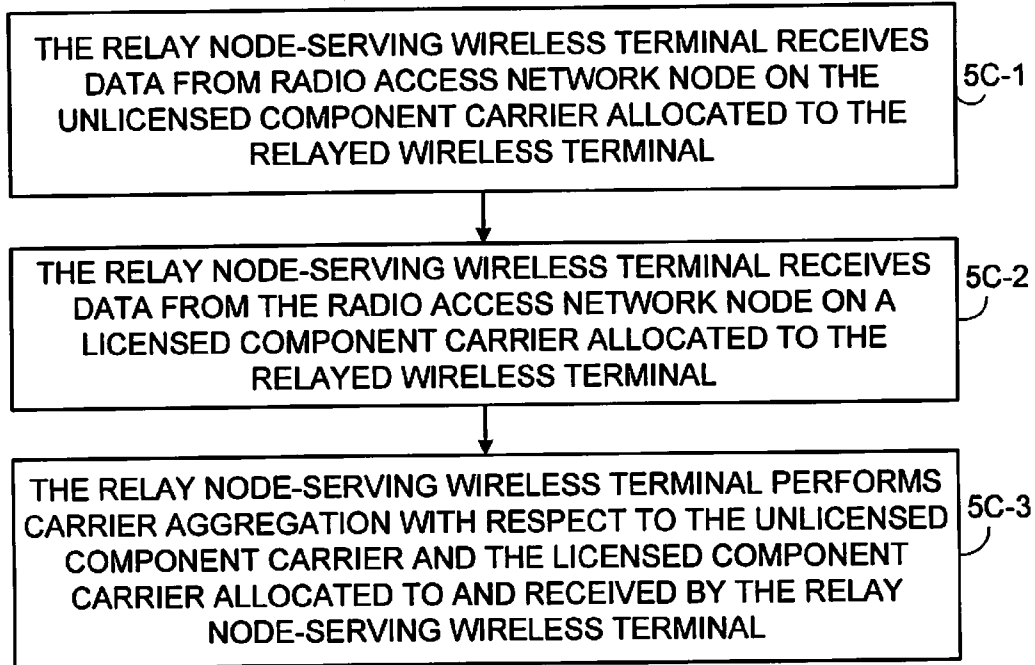 THE RELAY NODE-SERVING WIRELESS TERMINAL RECEIVES
DATA FROM RADIO ACCESS NETWORK NODE ON THE
UNLICENSED COMPONENT CARRIER ALLOCATED TO THE
RELAYED WIRELESS TERMINAL
5C-1
THE RELAY NODE-SERVING WIRELESS TERMINAL RECEIVES
DATA FROM THE RADIO ACCESS NETWORK NODE ON A
LICENSED COMPONENT CARRIER ALLOCATED TO THE
RELAYED WIRELESS TERMINAL
5C-2
THE RELAY NODE-SERVING WIRELESS TERMINAL PERFORMS
CARRIER AGGREGATION WITH RESPECT TO THE UNLICENSED
COMPONENT CARRIER AND THE LICENSED COMPONENT
CARRIER ALLOCATED TO AND RECEIVED BY THE RELAY
NODE-SERVING WIRELESS TERMINAL
5C-3